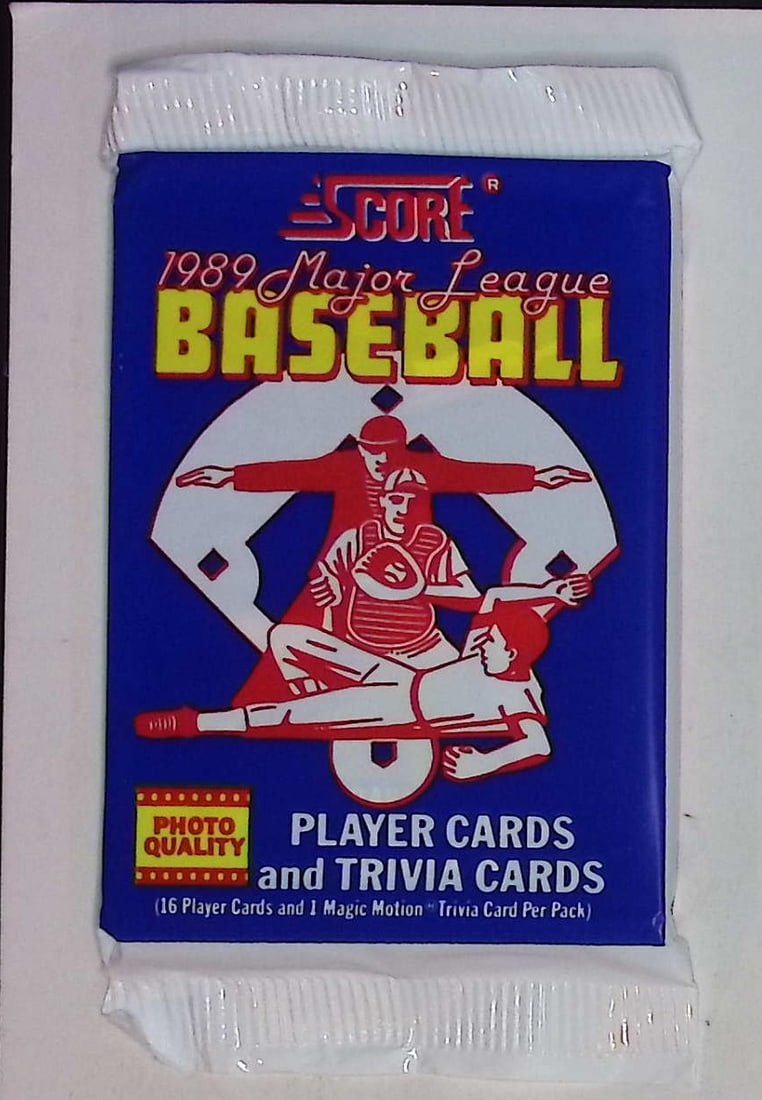 SCORE ®
1989 Major League
BASEBALL
PHOTO
QUALITY
PLAYER CARDS
and TRIVIA CARDS
(16 Player Cards and 1 Magic Motion™ Trivia Card Per Pack)